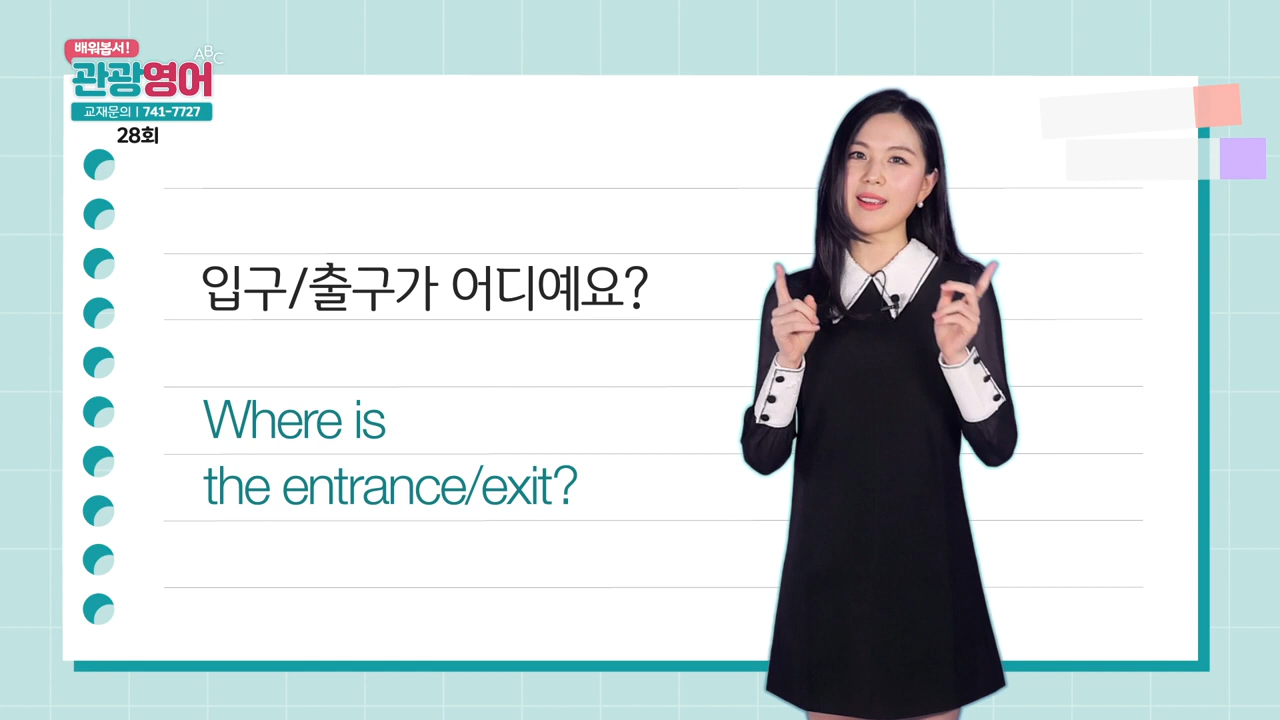 배워봅서!
ABC
관광영어
교재문의 | 741-7727
28회
입구/출구가 어디예요?
Where is
the entrance/exit?